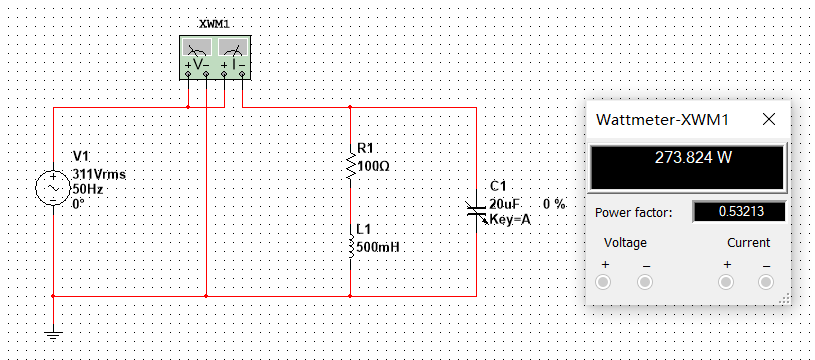 XWM1
V I
V1
311Vrms
50Hz
0°
R1
100Ω
L1
500mH
C1
20uF 0 %
Key=A
Wattmeter-XWM1
273.824 W
Power factor: 0.53213
Voltage Current
+ − + −